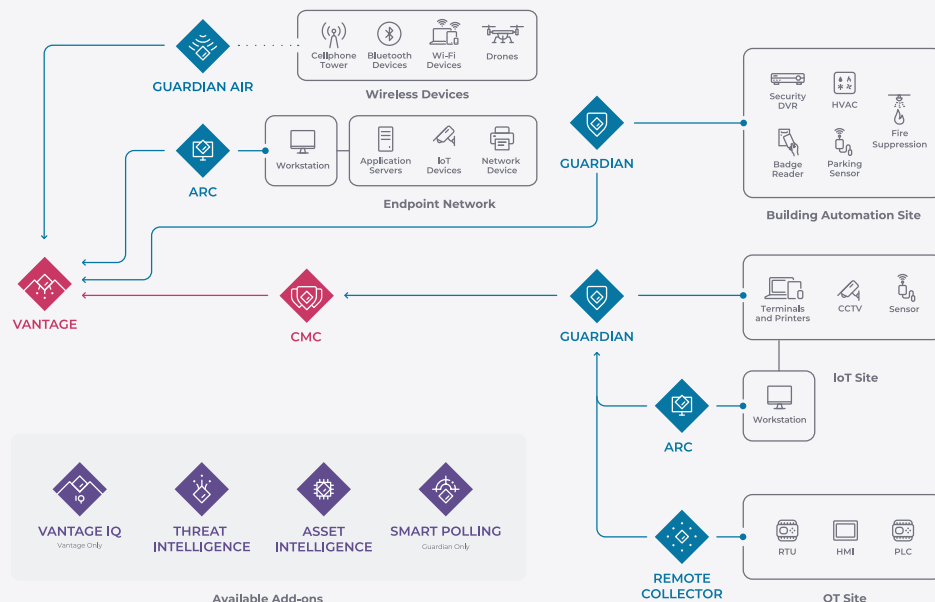 Cellphone
Tower
Bluetooth
Devices
Wi-Fi
Devices
Drones
GUARDIAN AIR
Wireless Devices
Security
DVR
HVAC
Fire
Suppression
Badge
Reader
Parking
Sensor
Building Automation Site
Workstation
Application
Servers
IoT
Devices
Network
Device
ARC
Endpoint Network
GUARDIAN
VANTAGE
CMC
GUARDIAN
Terminals
and Printers
CCTV
Sensor
IoT Site
Workstation
ARC
IQ
VANTAGE IQ
Vantage Only
THREAT
INTELLIGENCE
ASSET
INTELLIGENCE
SMART POLLING
Guardian Only
Available Add-ons
REMOTE
COLLECTOR
RTU
HMI
PLC
OT Site